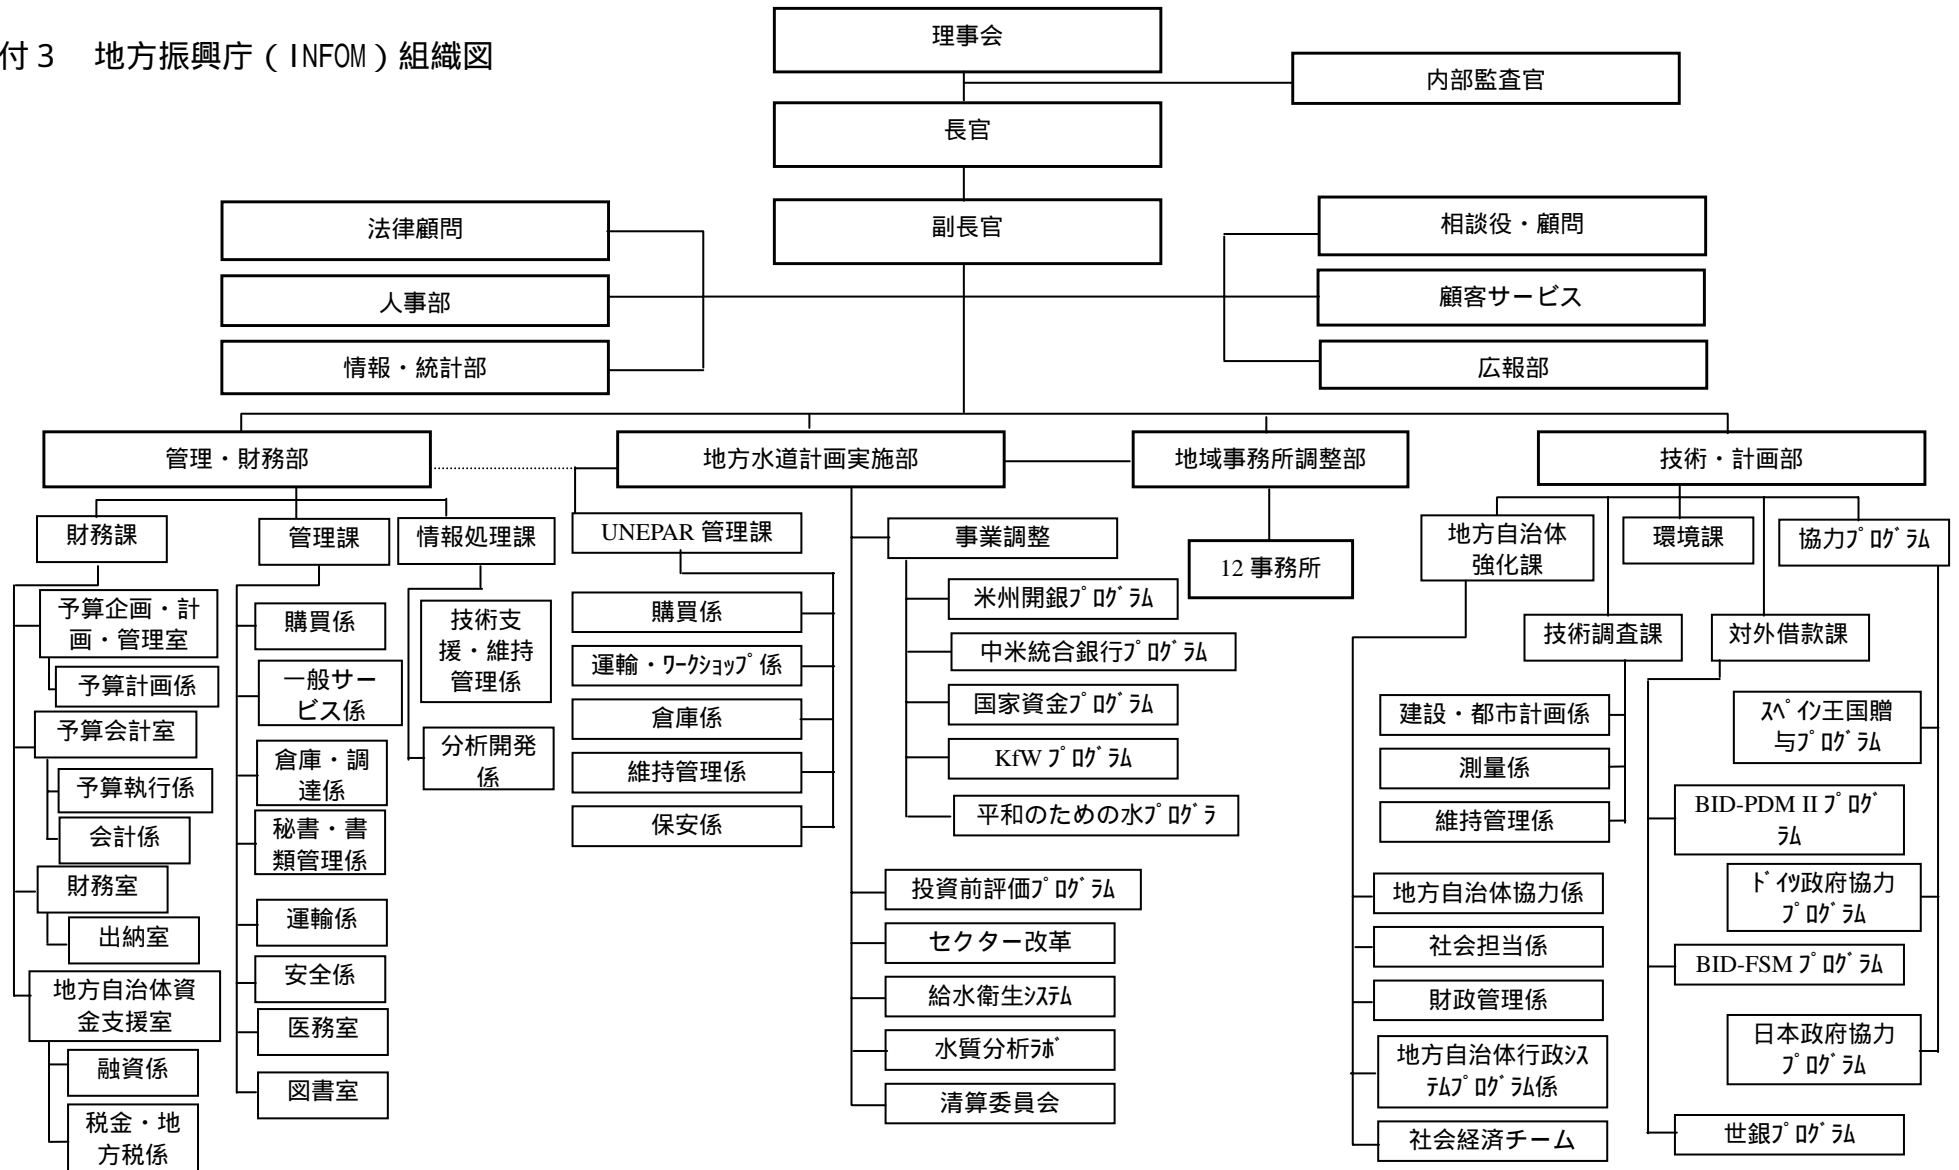 付3 地方振興庁（INFOM）組織図
理事会
内部監査官
長官
副長官
法律顧問
人事部
情報・統計部
相談役・顧問
顧客サービス
広報部
管理・財務部
地方水道計画実施部
地域事務所調整部
技術・計画部
財務課
管理課
情報処理課
UNEPAR 管理課
事業調整
12 事務所
地方自治体
強化課
環境課
協力ﾌﾟﾛｸﾞﾗﾑ
技術調査課
対外借款課
予算企画・計
画・管理室
予算計画係
予算会計室
予算執行係
会計係
財務室
出納室
地方自治体資
金支援室
融資係
税金・地
方税係
購買係
一般サー
ビス係
倉庫・調
達係
秘書・書
類管理係
運輸係
安全係
医務室
図書室
技術支
援・維持
管理係
分析開発
係
購買係
運輸・ﾜｰｸｼｮｯﾌﾟ係
倉庫係
維持管理係
保安係
米州開銀ﾌﾟﾛｸﾞﾗﾑ
中米統合銀行ﾌﾟﾛｸﾞﾗﾑ
国家資金ﾌﾟﾛｸﾞﾗﾑ
KfW ﾌﾟﾛｸﾞﾗﾑ
平和のための水ﾌﾟﾛｸﾞﾗ
投資前評価ﾌﾟﾛｸﾞﾗﾑ
セクター改革
給水衛生ｼｽﾃﾑ
水質分析ﾗﾎﾞ
清算委員会
建設・都市計画係
測量係
維持管理係
地方自治体協力係
社会担当係
財政管理係
地方自治体行政ｼｽ
ﾃﾑﾌﾟﾛｸﾞﾗﾑ係
社会経済チーム
ｽﾍﾟｲﾝ王国贈
与ﾌﾟﾛｸﾞﾗﾑ
BID-PDM II ﾌﾟﾛｸﾞ
ﾗﾑ
ﾄﾞｲﾂ政府協力
ﾌﾟﾛｸﾞﾗﾑ
BID-FSM ﾌﾟﾛｸﾞﾗﾑ
日本政府協力
ﾌﾟﾛｸﾞﾗﾑ
世銀ﾌﾟﾛｸﾞﾗﾑ